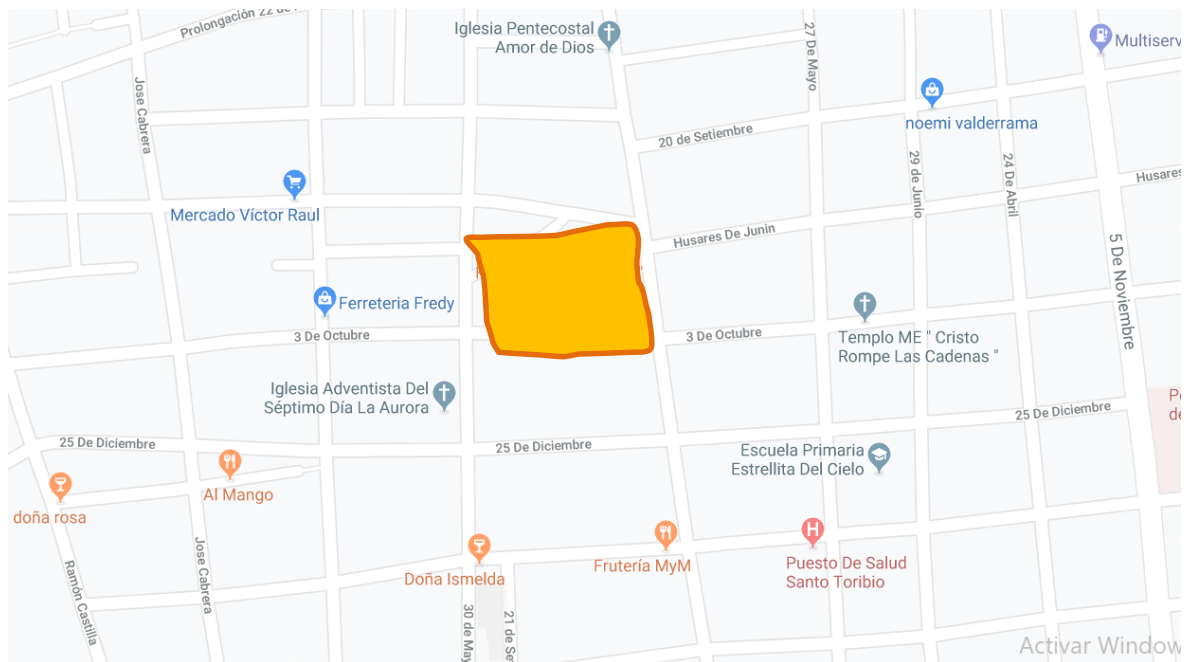 Prolongación 22 de
Iglesia Pentecostal
Amor de Dios
27 De Mayo
Multiserv
Jose Cabrera
noemi valderrama
20 de Setiembre
29 de Junio
24 De Abril
Husares
Mercado Víctor Raul
Husares De Junin
5 De Noviembre
Ferreteria Fredy
3 De Octubre
3 De Octubre
Templo ME " Cristo
Rompe Las Cadenas "
Iglesia Adventista Del
Séptimo Día La Aurora
25 De Diciembre
25 De Diciembre
25 De Diciembre
Escuela Primaria
Estrellita Del Cielo
Al Mango
doña rosa
Jose Cabrera
Ramón Castilla
Doña Ismelda
Frutería MyM
H
Puesto De Salud
Santo Toribio
30 de May
21 de Se
Activar Window